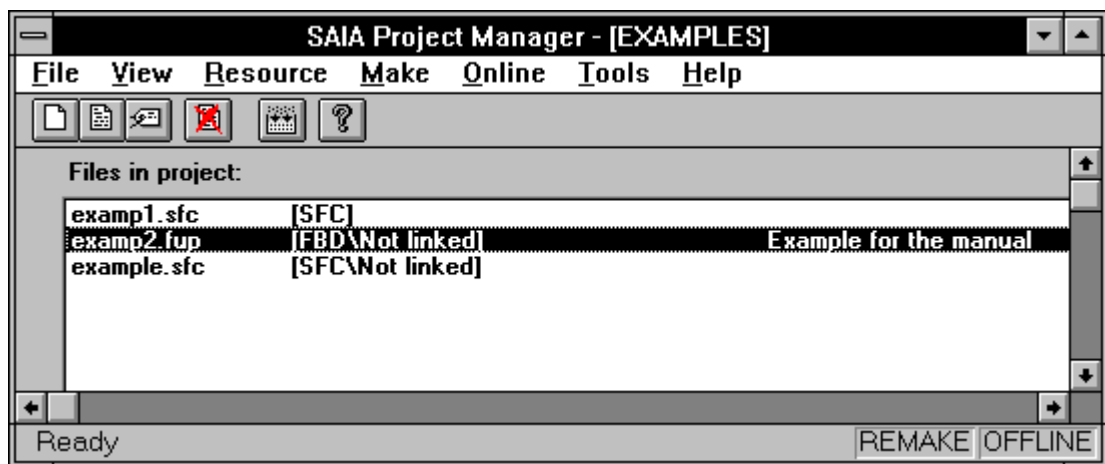 SAIA Project Manager - [EXAMPLES]
File View Resource Make Online Tools Help
Files in project:
examp1.sfc [SFC]
examp2.fup [FBD\Not linked] Example for the manual
example.sfc [SFC\Not linked]
Ready REMAKE OFFLINE